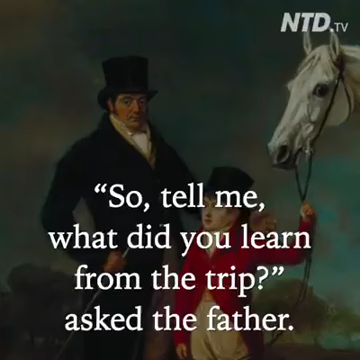 NTD.TV
“So, tell me,
what did you learn
from the trip?”
asked the father.